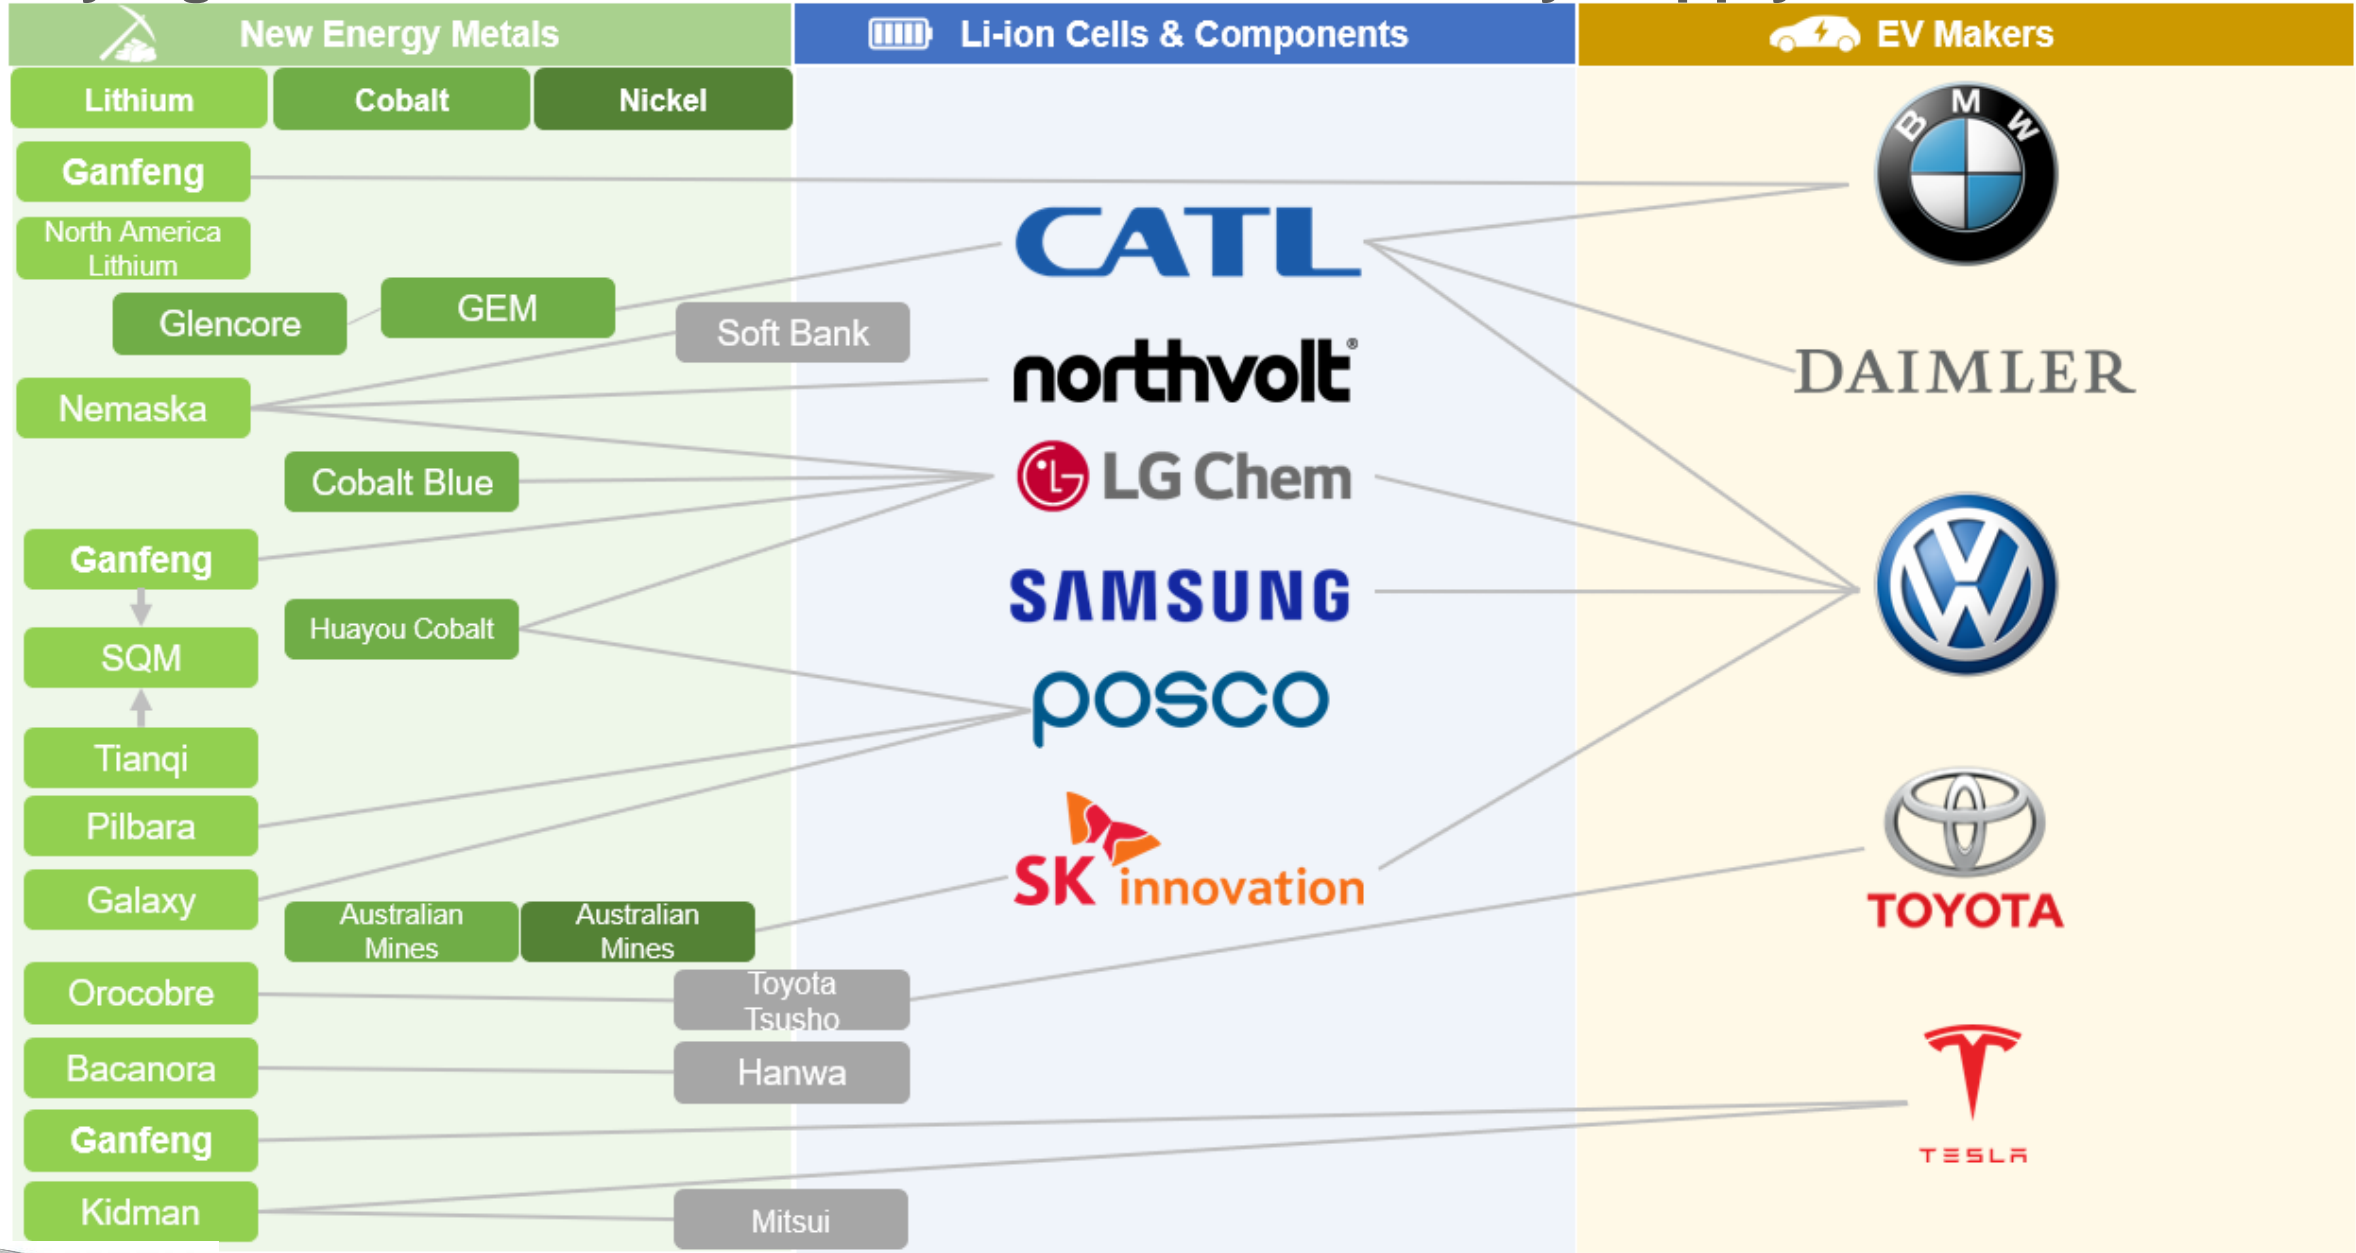 New Energy Metals
Li-ion Cells & Components
EV Makers
Lithium
Cobalt
Nickel
BMW
Ganfeng
CATL
North America
Lithium
GEM
Glencore
Soft Bank
northvolt®
DAIMLER
Nemaska
LG Chem
Cobalt Blue
Ganfeng
SAMSUNG
VW
Huayou Cobalt
SQM
posco
Tianqi
Pilbara
SK innovation
Galaxy
TOYOTA
Australian
Mines
Australian
Mines
Orocobre
Toyota
Tsusho
Bacanora
Hanwa
Ganfeng
TESLA
Kidman
Mitsui